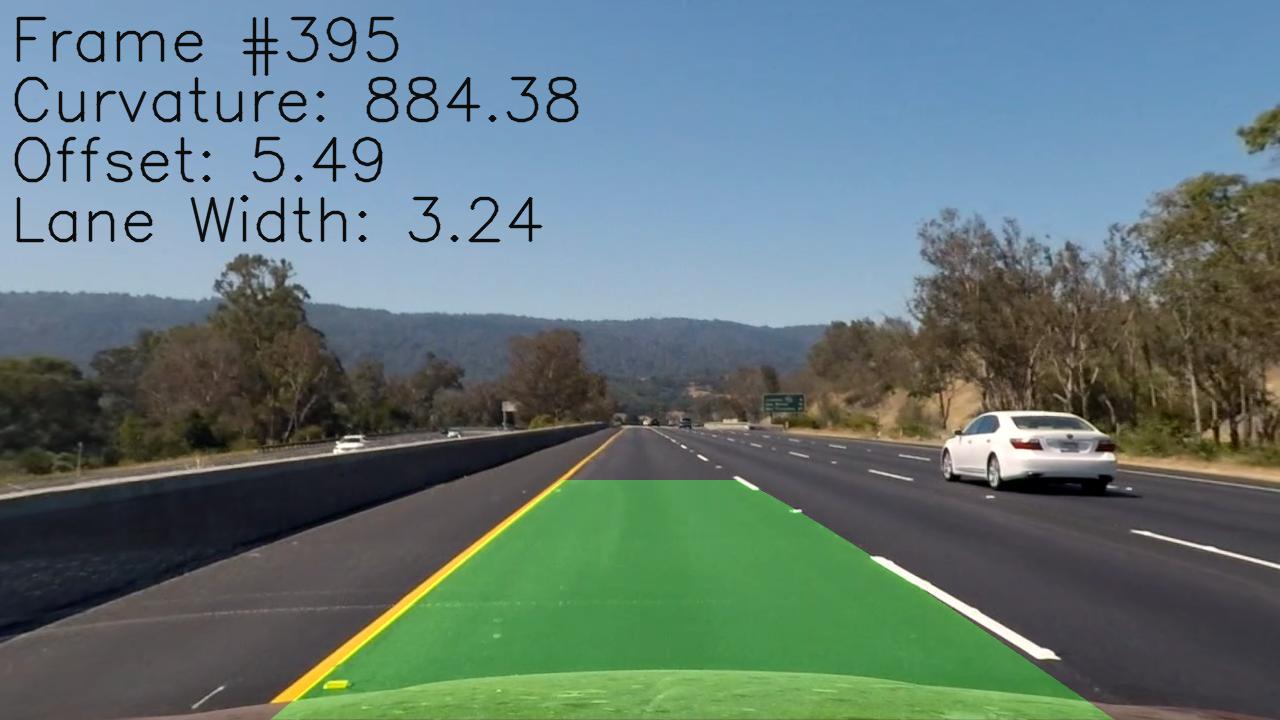 Frame #395
Curvature: 884.38
Offset: 5.49
Lane Width: 3.24